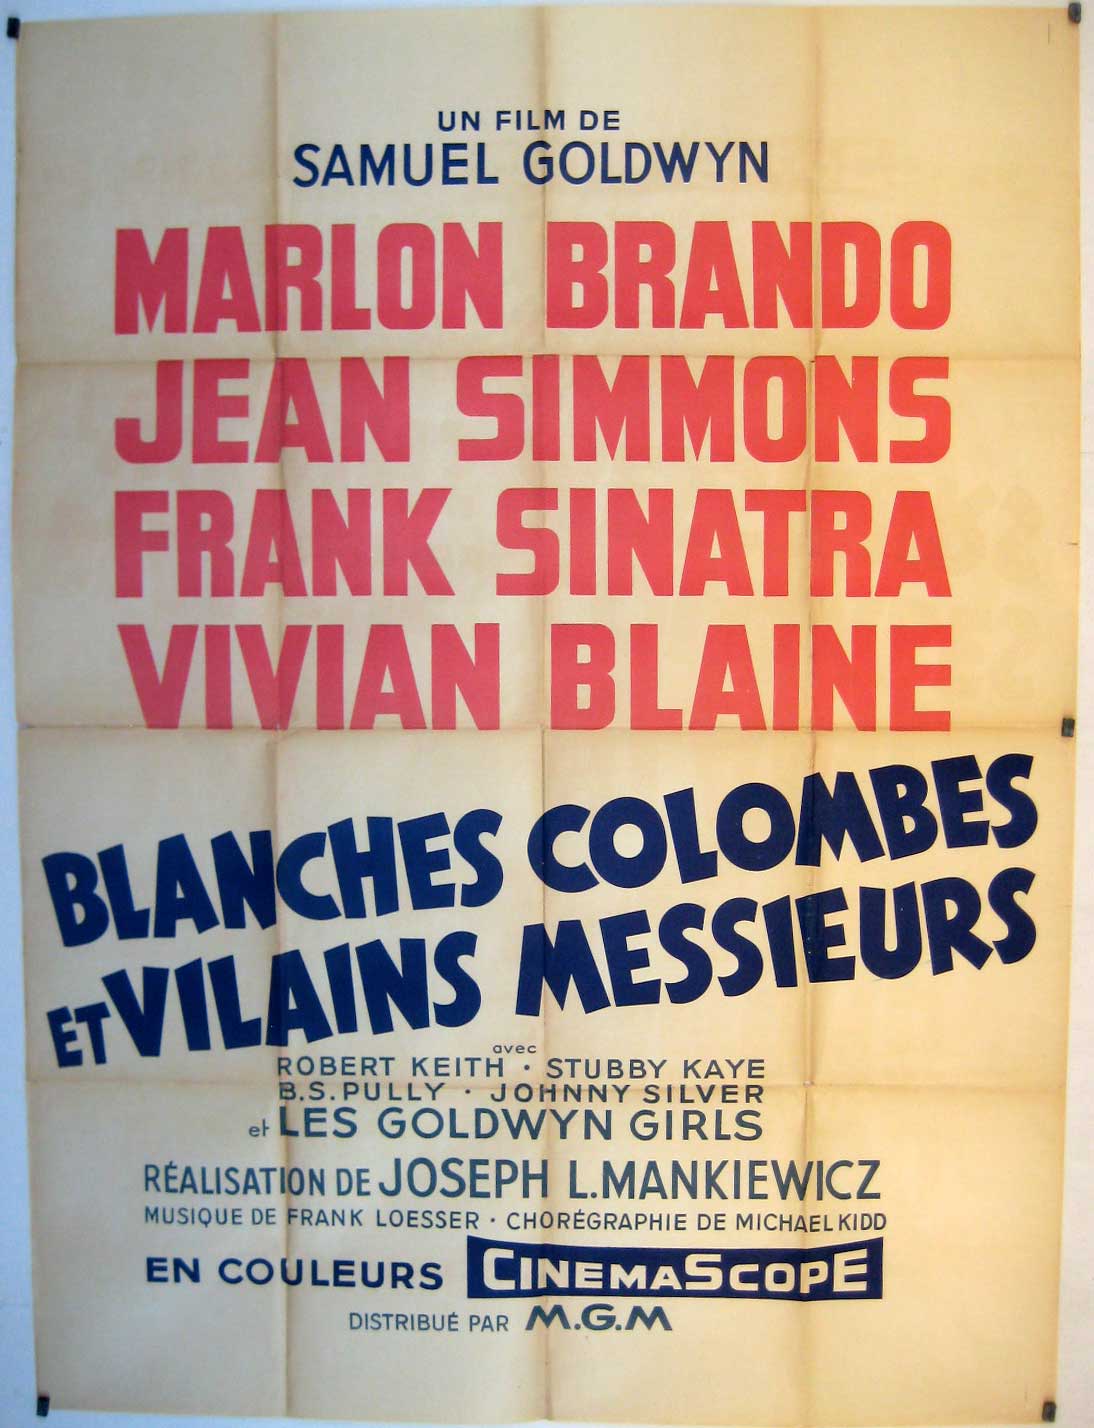 UN FILM DE
SAMUEL GOLDWYN
MARLON BRANDO
JEAN SIMMONS
FRANK SINATRA
VIVIAN BLAINE
BLANCHES COLOMBES
ET VILAINS MESSIEURS
avec
ROBERT KEITH · STUBBY KAYE
B.S. PULLY · JOHNNY SILVER
et LES GOLDWYN GIRLS
RÉALISATION DE JOSEPH L. MANKIEWICZ
MUSIQUE DE FRANK LOESSER · CHORÉGRAPHIE DE MICHAEL KIDD
EN COULEURS CINEMASCOPE
DISTRIBUÉ PAR M.G.M